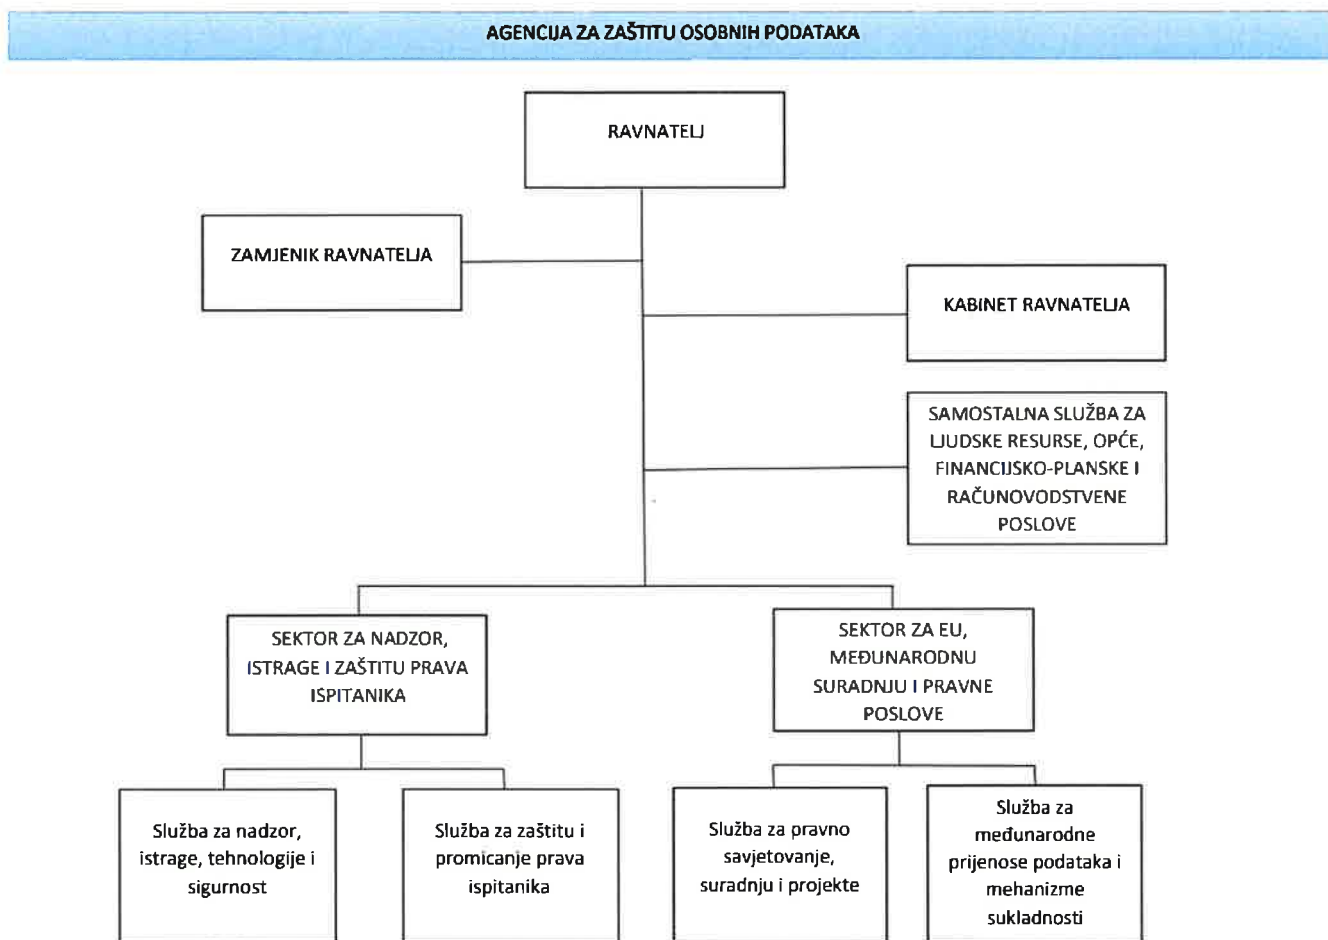 AGENCIJA ZA ZAŠTITU OSOBNIH PODATAKA
RAVNATELJ
ZAMJENIK RAVNATELJA
KABINET RAVNATELJA
SAMOSTALNA SLUŽBA ZA
LJUDSKE RESURSE, OPĆE,
FINANCIJSKO-PLANSKE I
RAČUNOVODSTVENE
POSLOVE
SEKTOR ZA NADZOR,
ISTRAGE I ZAŠTITU PRAVA
ISPITANIKA
SEKTOR ZA EU,
MEĐUNARODNU
SURADNJU I PRAVNE
POSLOVE
Služba za nadzor,
istrage, tehnologije i
sigurnost
Služba za zaštitu i
promicanje prava
ispitanika
Služba za pravno
savjetovanje,
suradnju i projekte
Služba za
međunarodne
prijenose podataka i
mehanizme
sukladnosti